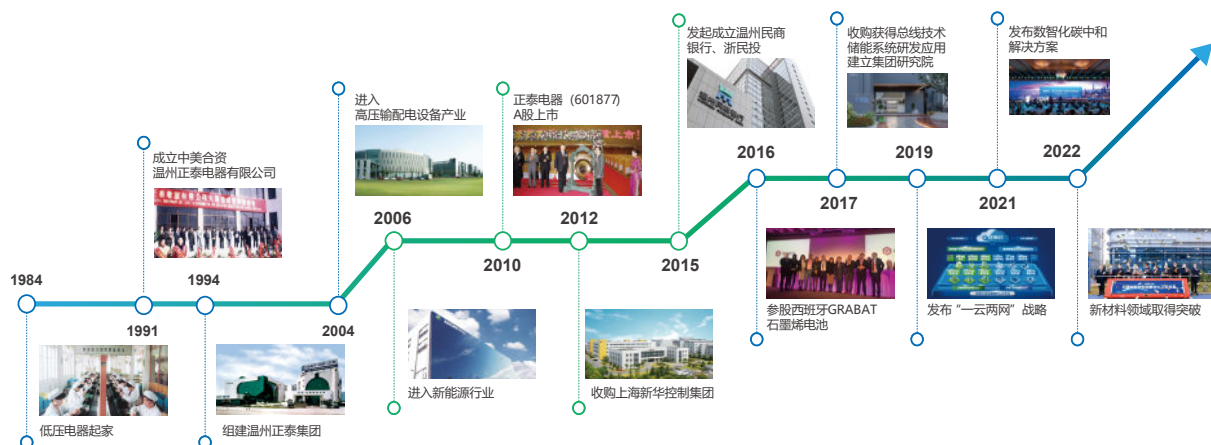 1984
低压电器起家
成立中美合资
温州正泰电器有限公司
1991
1994
组建温州正泰集团
进入
高压输配电设备产业
2004
2006
进入新能源行业
正泰电器（601877）
A股上市
2010
2012
收购上海新华控制集团
发起成立温州民商
银行、浙民投
2015
2016
参股西班牙GRABAT
石墨烯电池
收购获得总线技术
储能系统研发应用
建立集团研究院
2017
2019
发布“一云两网”战略
发布数智化碳中和
解决方案
2021
2022
新材料领域取得突破